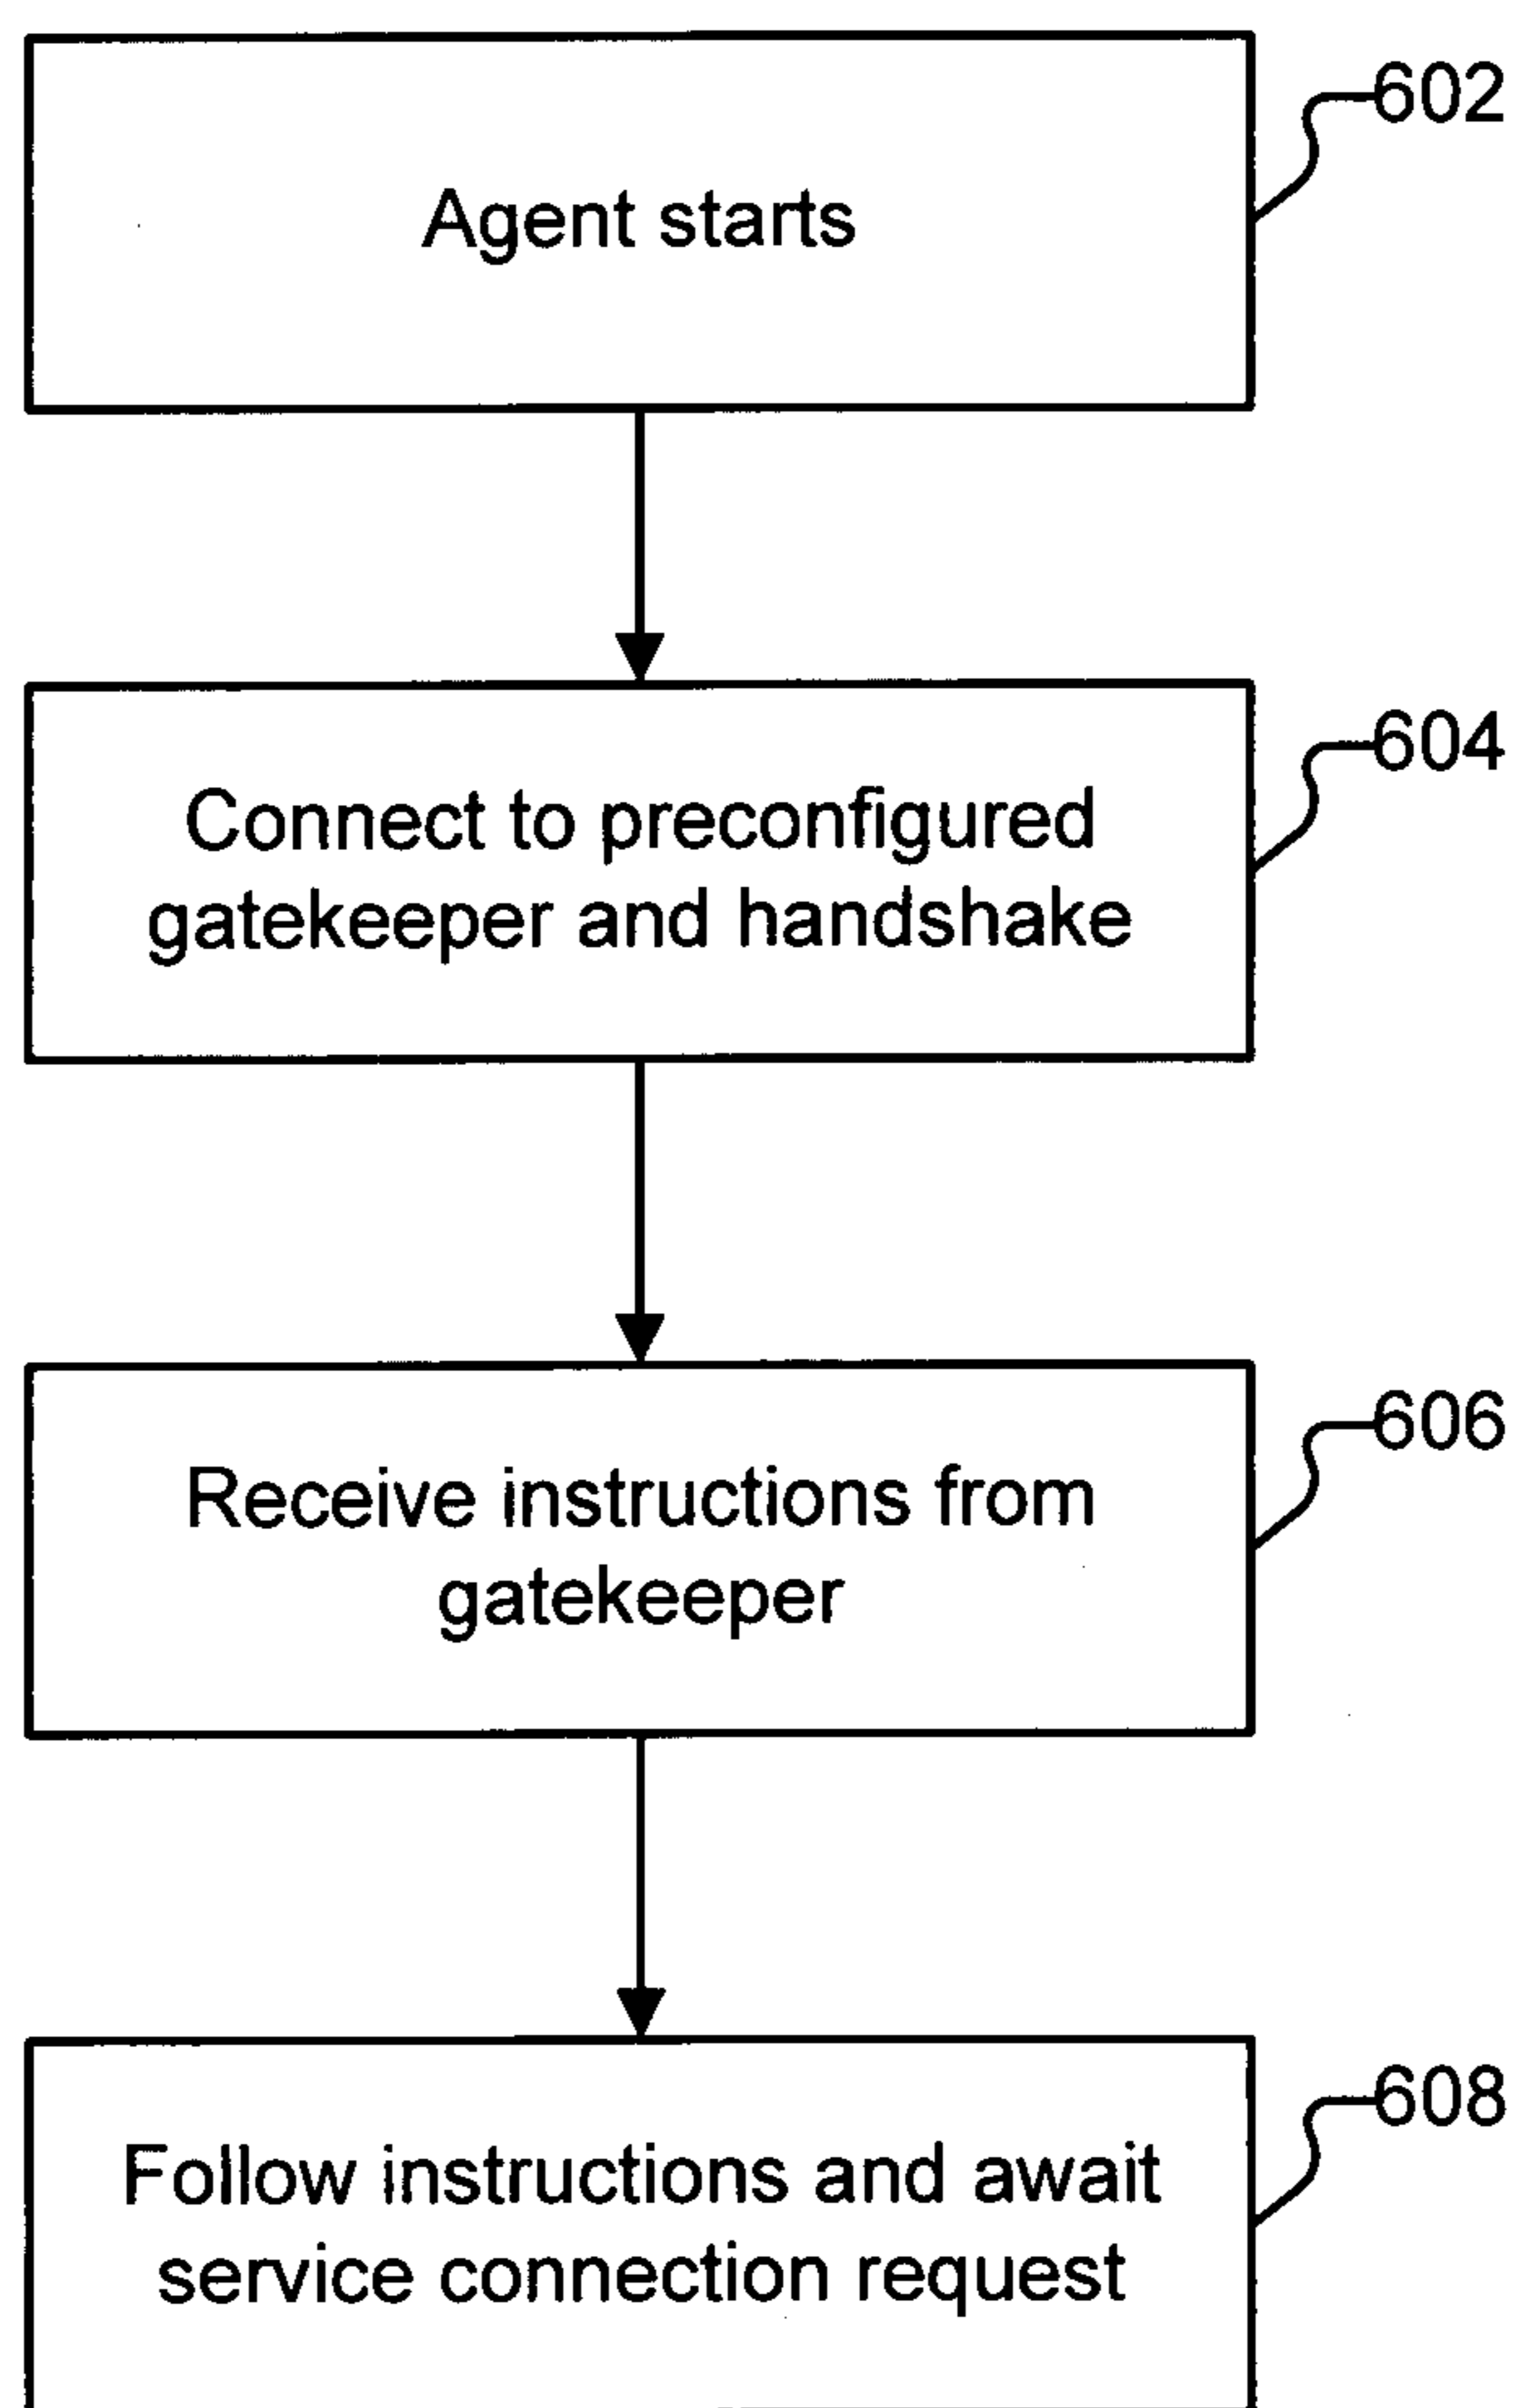 602
Agent starts
604
Connect to preconfigured
gatekeeper and handshake
606
Receive instructions from
gatekeeper
608
Follow instructions and await
service connection request